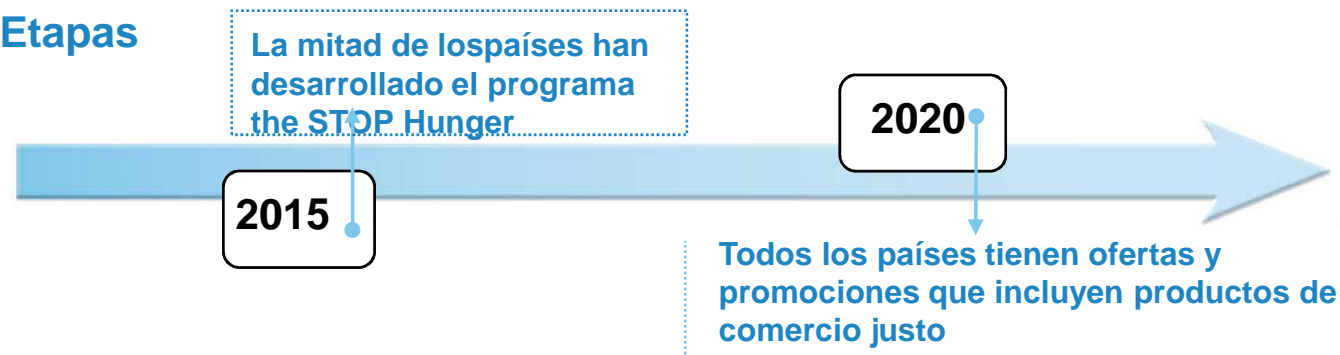 Etapas
La mitad de lospaíses han
desarrollado el programa
the STOP Hunger
2020
2015
Todos los países tienen ofertas y
promociones que incluyen productos de
comercio justo